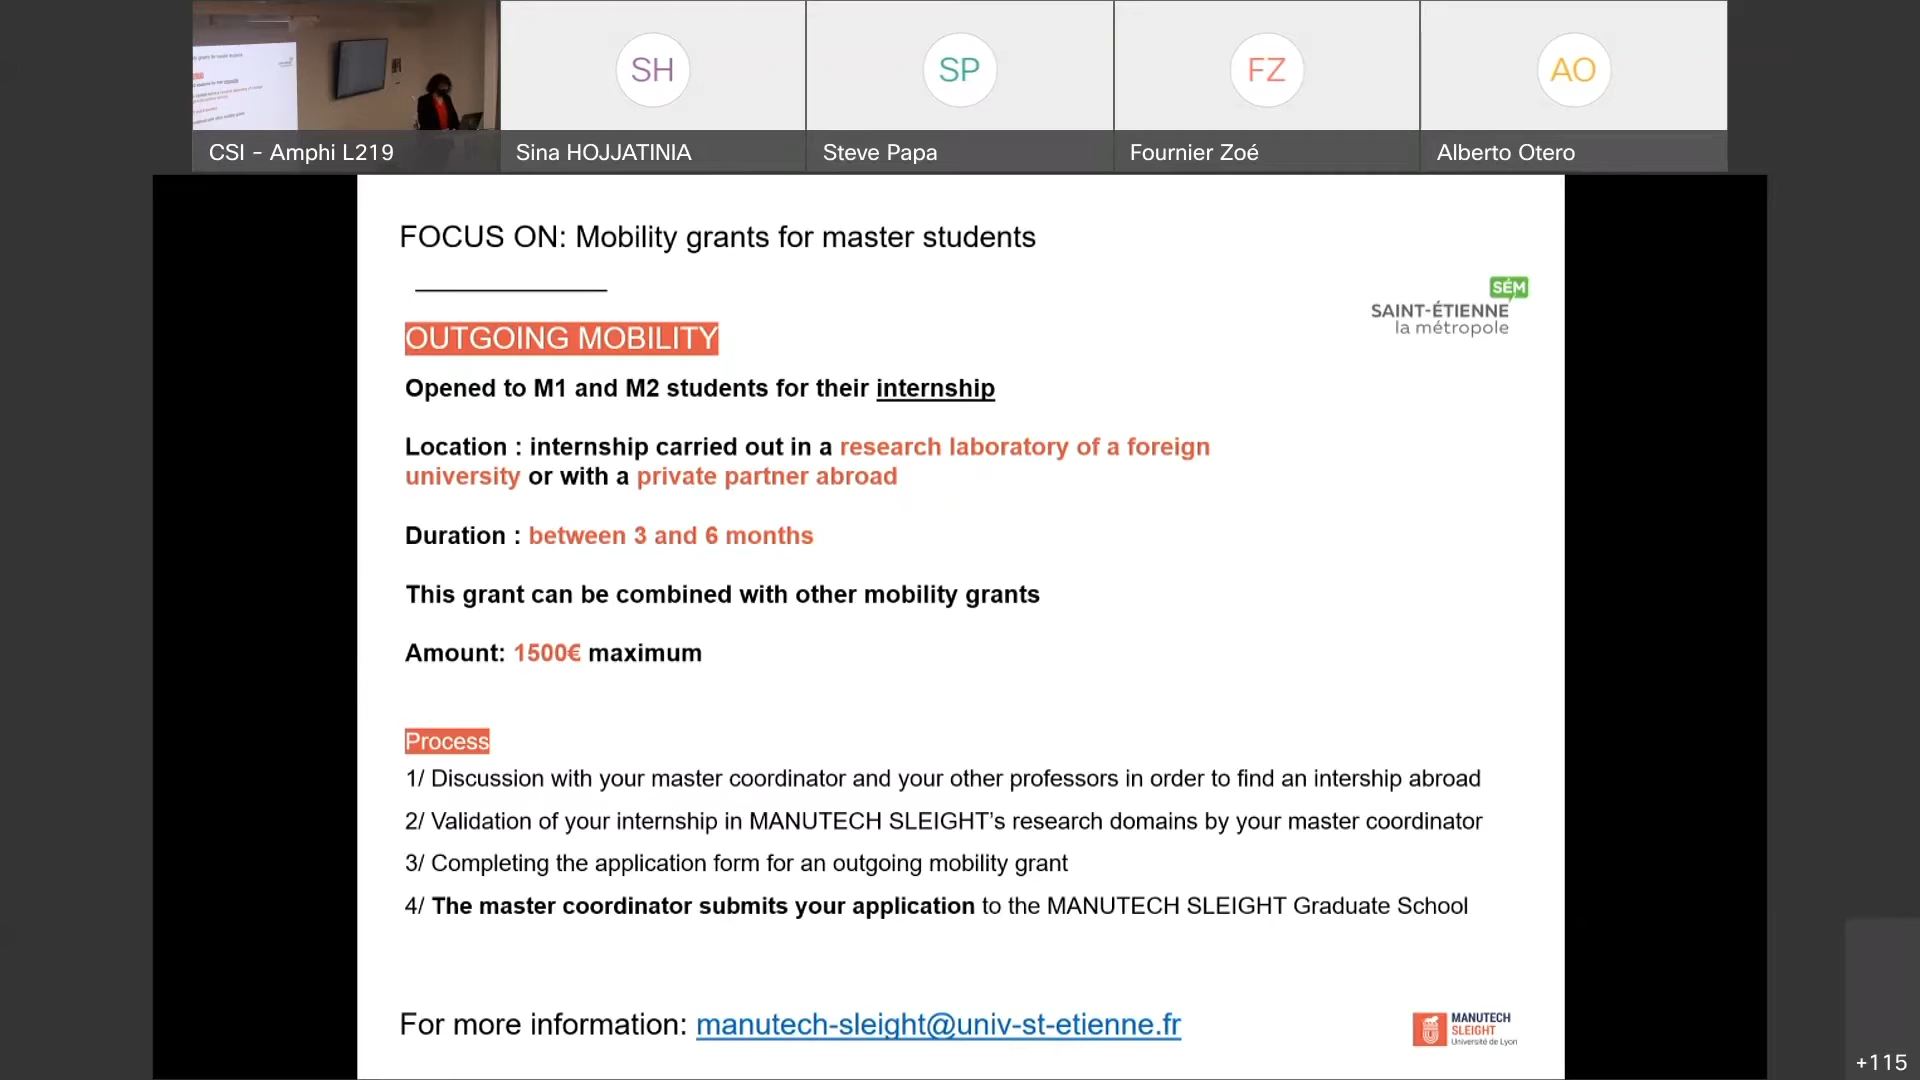 SH
SP
FZ
AO
CSI - Amphi L219
Sina HOJJATINIA
Steve Papa
Fournier Zoé
Alberto Otero
FOCUS ON: Mobility grants for master students
SÉM
SAINT-ÉTIENNE
la métropole
OUTGOING MOBILITY
Opened to M1 and M2 students for their internship
Location : internship carried out in a research laboratory of a foreign
university or with a private partner abroad
Duration : between 3 and 6 months
This grant can be combined with other mobility grants
Amount: 1500€ maximum
Process
1/ Discussion with your master coordinator and your other professors in order to find an intership abroad
2/ Validation of your internship in MANUTECH SLEIGHT’s research domains by your master coordinator
3/ Completing the application form for an outgoing mobility grant
4/ The master coordinator submits your application to the MANUTECH SLEIGHT Graduate School
For more information: manutech-sleight@univ-st-etienne.fr
MANUTECH
SLEIGHT
Université de Lyon
+115